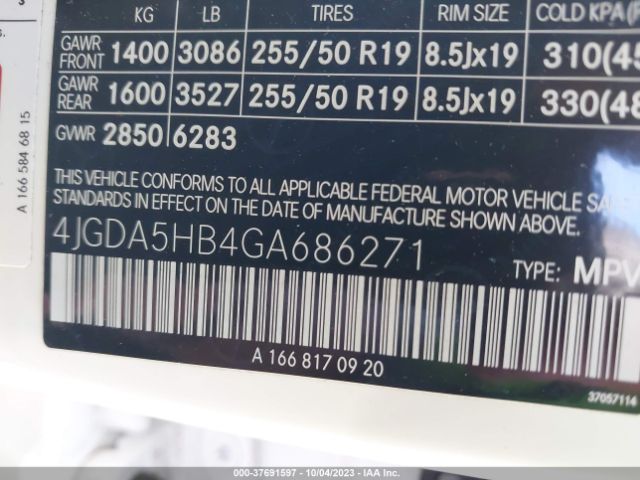 KG LB TIRES RIM SIZE COLD KPA(P
GAWR FRONT 1400 3086 255/50 R19 8.5Jx19 310(45
GAWR REAR 1600 3527 255/50 R19 8.5Jx19 330(48
GVWR 2850 6283
THIS VEHICLE CONFORMS TO ALL APPLICABLE FEDERAL MOTOR VEHICLE
STANDARDS IN EFFECT ON THE DATE OF MANUFACTURE SHOWN ABOVE.
4JGDA5HB4GA686271
TYPE: MPV
A 166 817 09 20
37057114
A 166 584 68 15
000-37691597 - 10/04/2023 - IAA Inc.